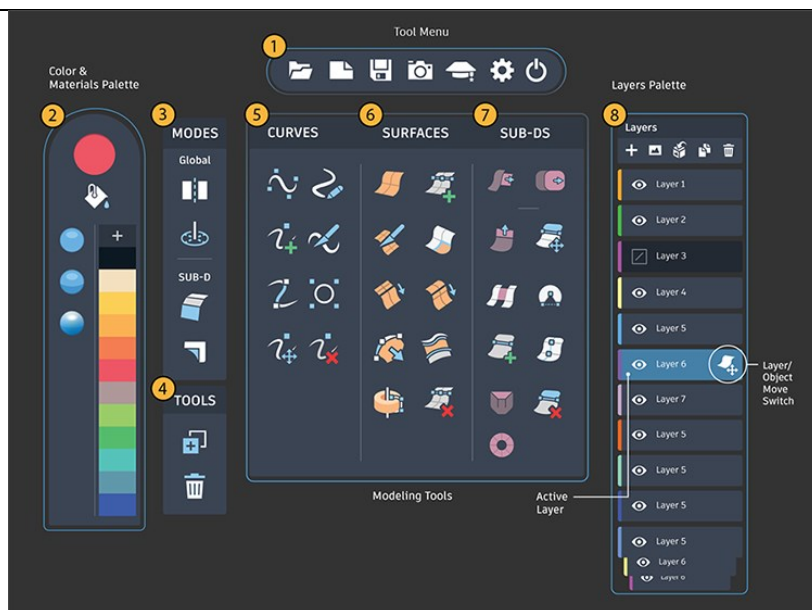 Tool Menu
1
Color &
Materials Palette
2
3
MODES
Global
SUB-D
4
TOOLS
5
CURVES
6
SURFACES
7
SUB-DS
Modeling Tools
Layers Palette
8
Layers
Layer 1
Layer 2
Layer 3
Layer 4
Layer 5
Layer 6
Layer 7
Layer 5
Layer 5
Layer 5
Layer 5
Layer 6
Layer 6
Layer/
Object
Move
Switch
Active
Layer